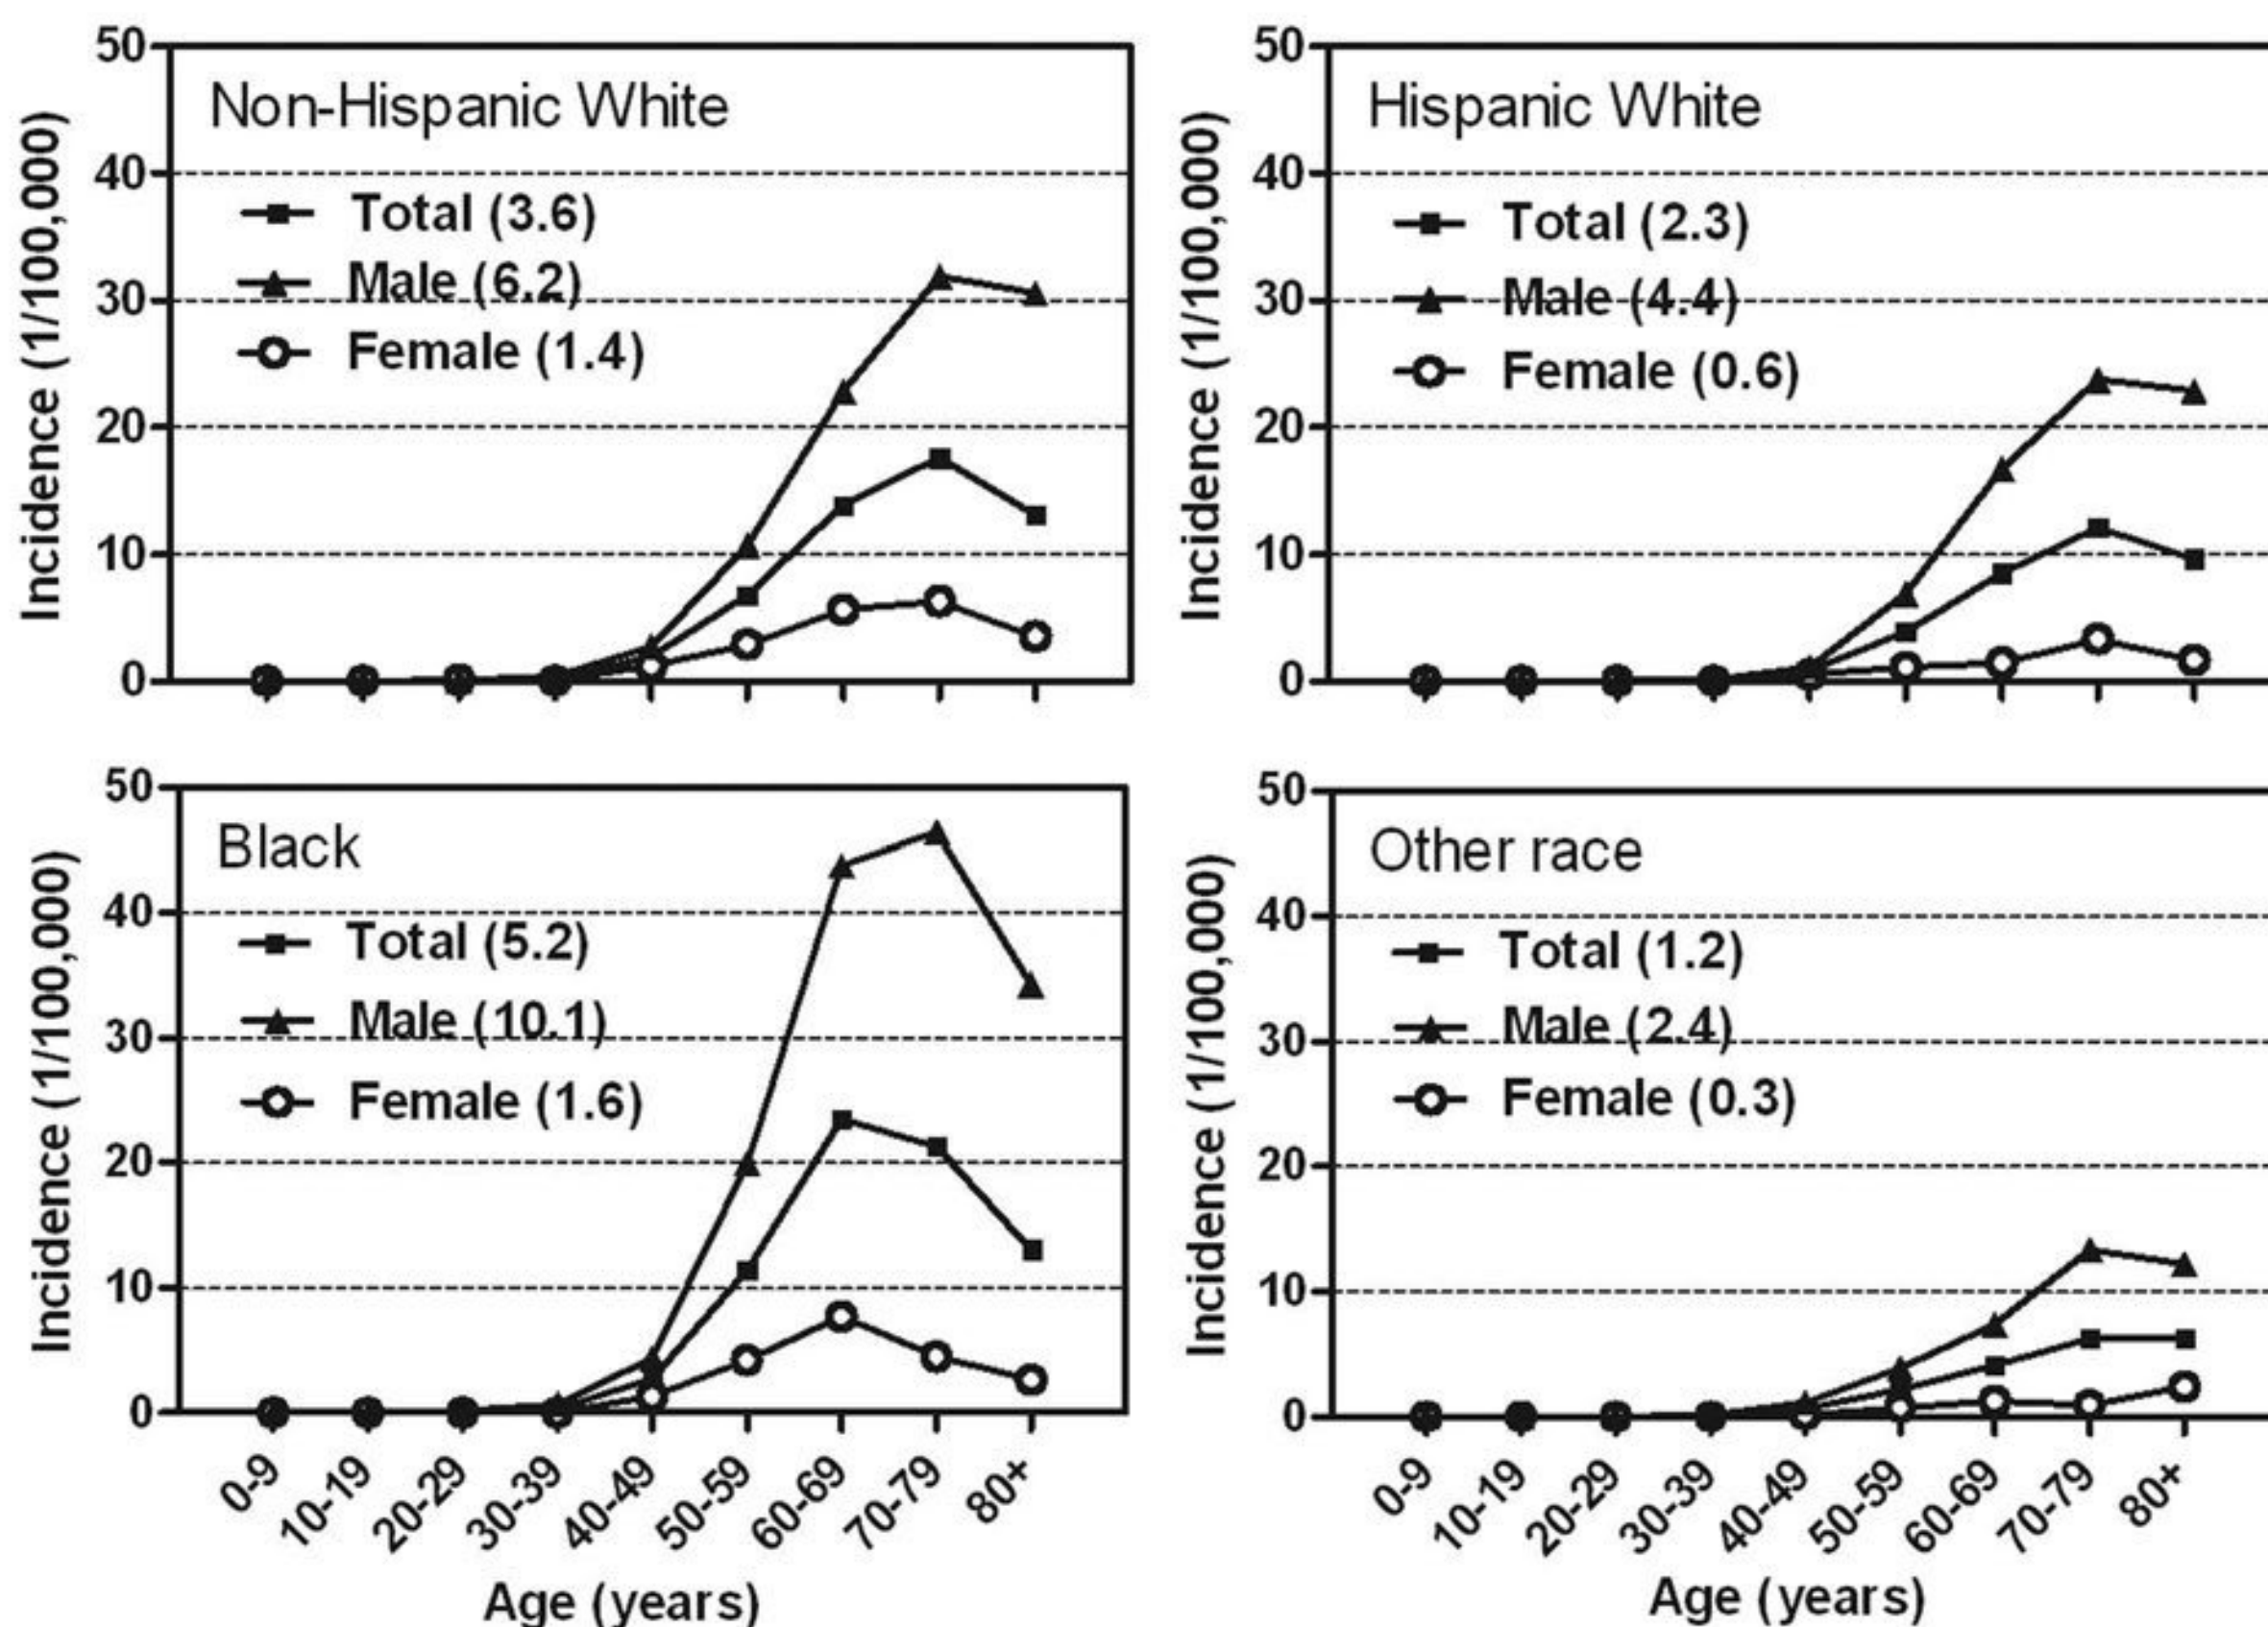 Non-Hispanic White
Incidence (1/100,000)
50
40
30
20
10
0
Total (3.6)
Male (6.2)
Female (1.4)
Hispanic White
Incidence (1/100,000)
50
40
30
20
10
0
Total (2.3)
Male (4.4)
Female (0.6)
Black
Incidence (1/100,000)
50
40
30
20
10
0
Total (5.2)
Male (10.1)
Female (1.6)
0-9
10-19
20-29
30-39
40-49
50-59
60-69
70-79
80+
Age (years)
Other race
Incidence (1/100,000)
50
40
30
20
10
0
Total (1.2)
Male (2.4)
Female (0.3)
0-9
10-19
20-29
30-39
40-49
50-59
60-69
70-79
80+
Age (years)